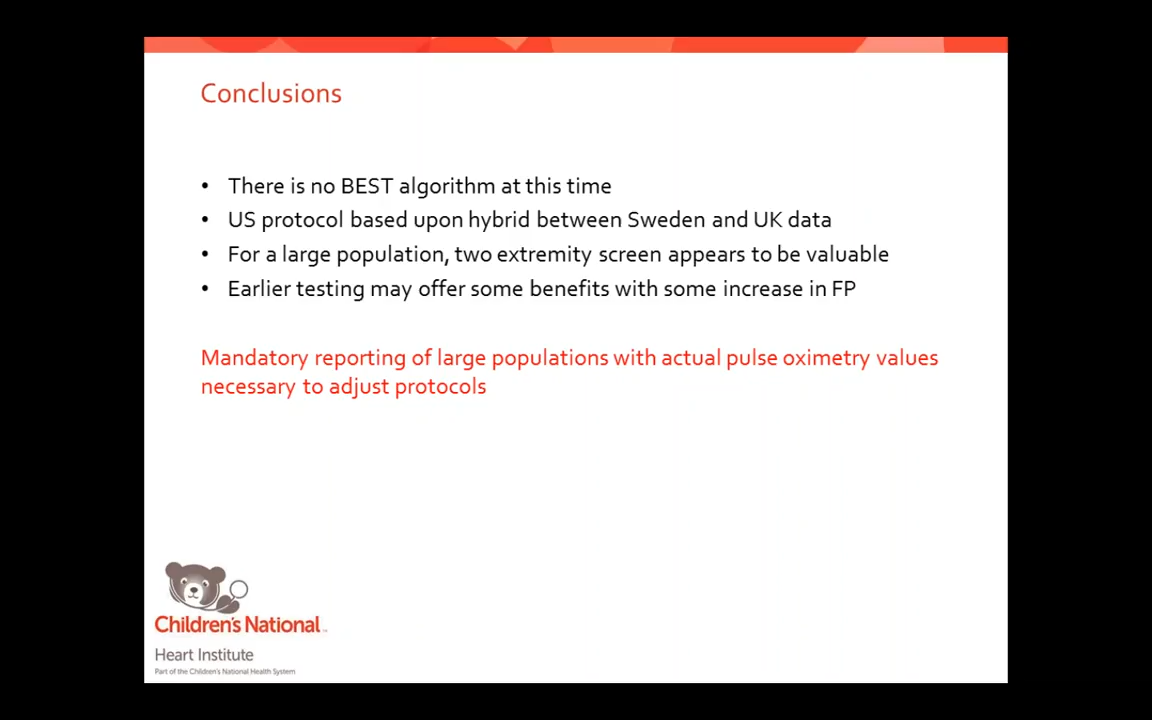 Conclusions
• There is no BEST algorithm at this time
• US protocol based upon hybrid between Sweden and UK data
• For a large population, two extremity screen appears to be valuable
• Earlier testing may offer some benefits with some increase in FP
Mandatory reporting of large populations with actual pulse oximetry values
necessary to adjust protocols
Children's National™
Heart Institute
Part of the Children's National Health System